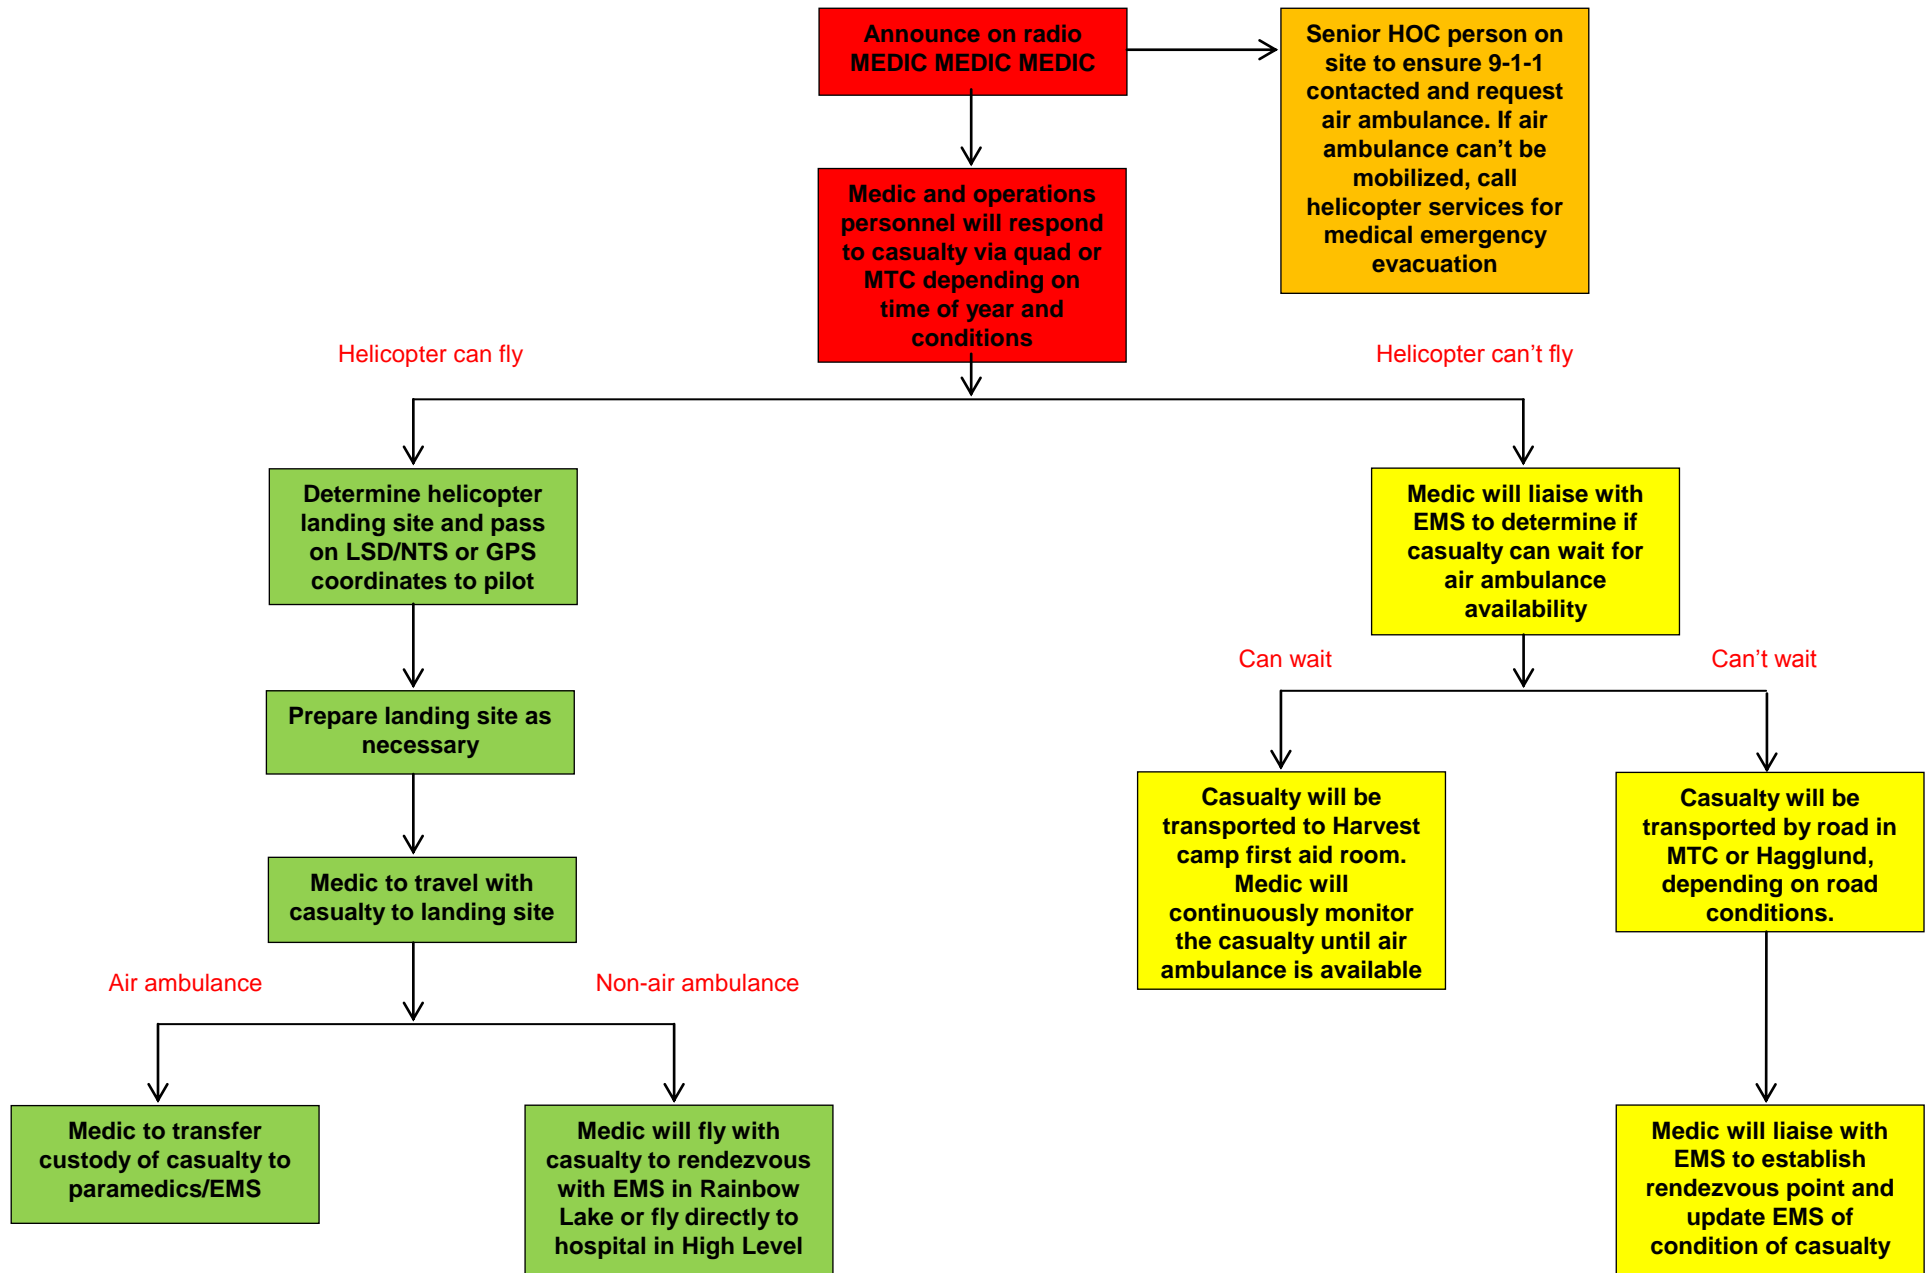 Announce on radio
MEDIC MEDIC MEDIC
Senior HOC person on
site to ensure 9-1-1
contacted and request
air ambulance. If air
ambulance can't be
mobilized, call
helicopter services for
medical emergency
evacuation
Medic and operations
personnel will respond
to casualty via quad or
MTC depending on
time of year and
conditions
Helicopter can fly
Helicopter can't fly
Determine helicopter
landing site and pass
on LSD/NTS or GPS
coordinates to pilot
Medic will liaise with
EMS to determine if
casualty can wait for
air ambulance
availability
Can wait
Can't wait
Prepare landing site as
necessary
Casualty will be
transported to Harvest
camp first aid room.
Medic will
continuously monitor
the casualty until air
ambulance is available
Casualty will be
transported by road in
MTC or Hagglund,
depending on road
conditions.
Medic to travel with
casualty to landing site
Air ambulance
Non-air ambulance
Medic to transfer
custody of casualty to
paramedics/EMS
Medic will fly with
casualty to rendezvous
with EMS in Rainbow
Lake or fly directly to
hospital in High Level
Medic will liaise with
EMS to establish
rendezvous point and
update EMS of
condition of casualty